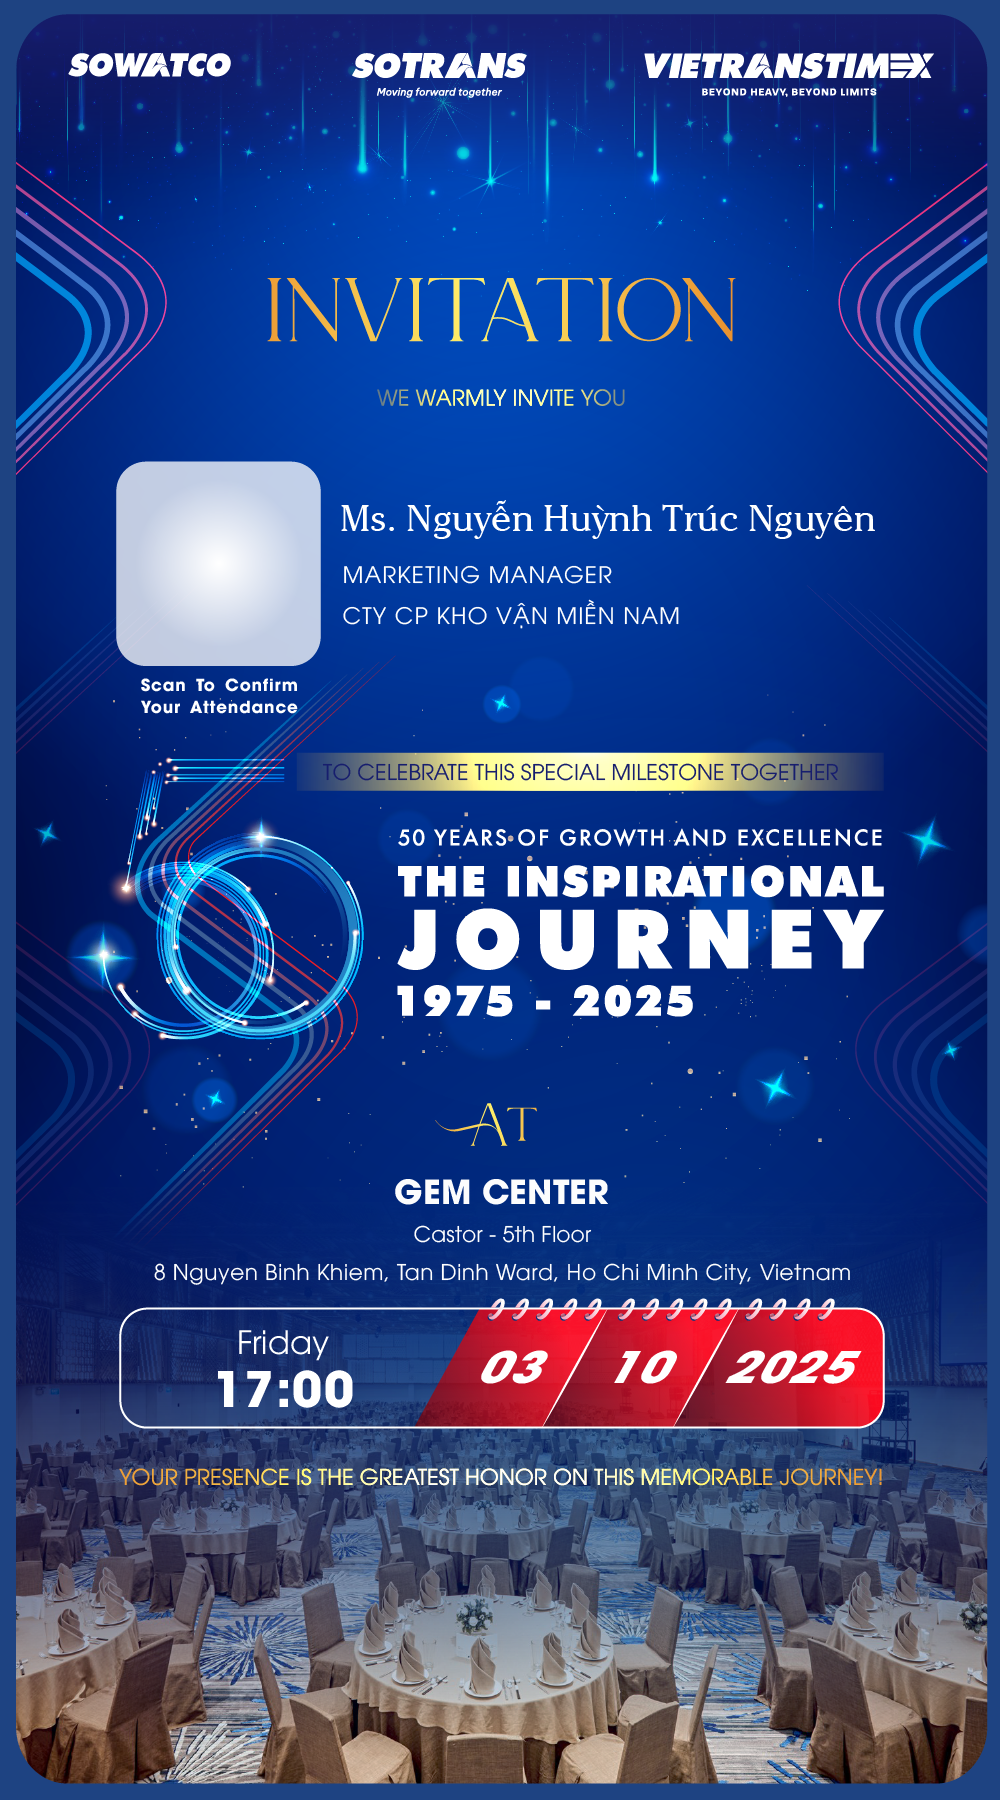 SOWATCO
SOTRANS
Moving forward together
VIETRANSTIMEX
BEYOND HEAVY, BEYOND LIMITS
INVITATION
WE WARMLY INVITE YOU
Ms. Nguyễn Huỳnh Trúc Nguyên
MARKETING MANAGER
CTY CP KHO VẬN MIỀN NAM
Scan To Confirm
Your Attendance
TO CELEBRATE THIS SPECIAL MILESTONE TOGETHER
50
50 YEARS OF GROWTH AND EXCELLENCE
THE INSPIRATIONAL
JOURNEY
1975 - 2025
AT
GEM CENTER
Castor - 5th Floor
8 Nguyen Binh Khiem, Tan Dinh Ward, Ho Chi Minh City, Vietnam
Friday
17:00
03 10 2025
YOUR PRESENCE IS THE GREATEST HONOR ON THIS MEMORABLE JOURNEY!